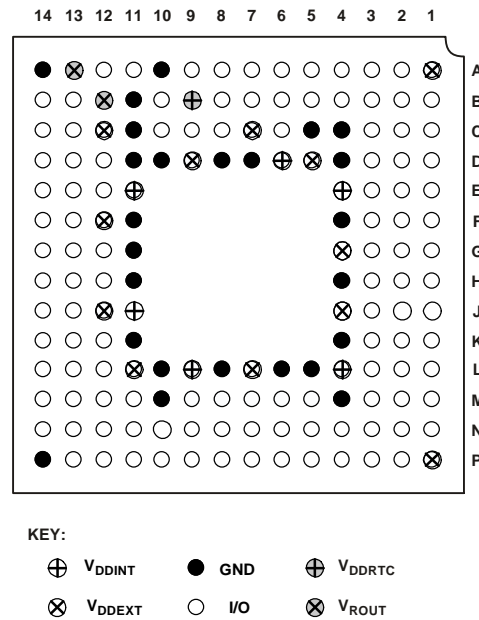 14 13 12 11 10 9 8 7 6 5 4 3 2 1
A
B
C
D
E
F
G
H
J
K
L
M
N
P
KEY:
VDDINT GND VDDRTC
VDDEXT I/O VROUT